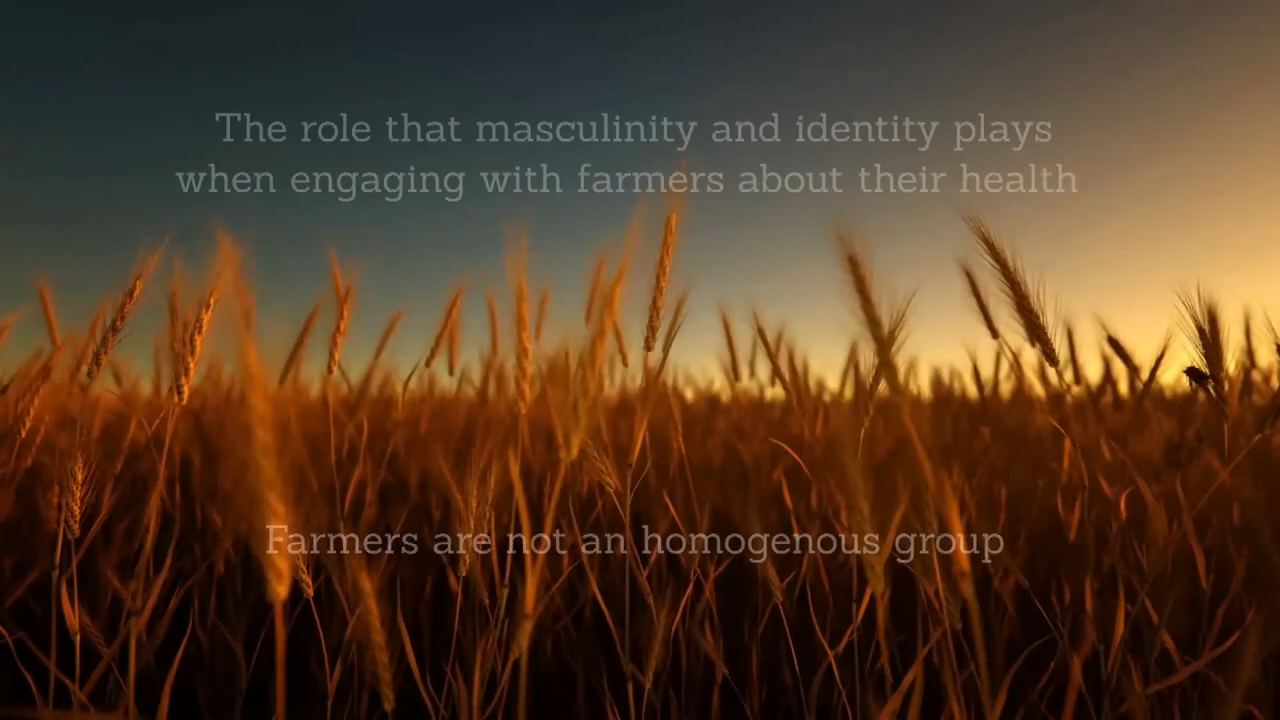 The role that masculinity and identity plays
when engaging with farmers about their health
Farmers are not an homogenous group